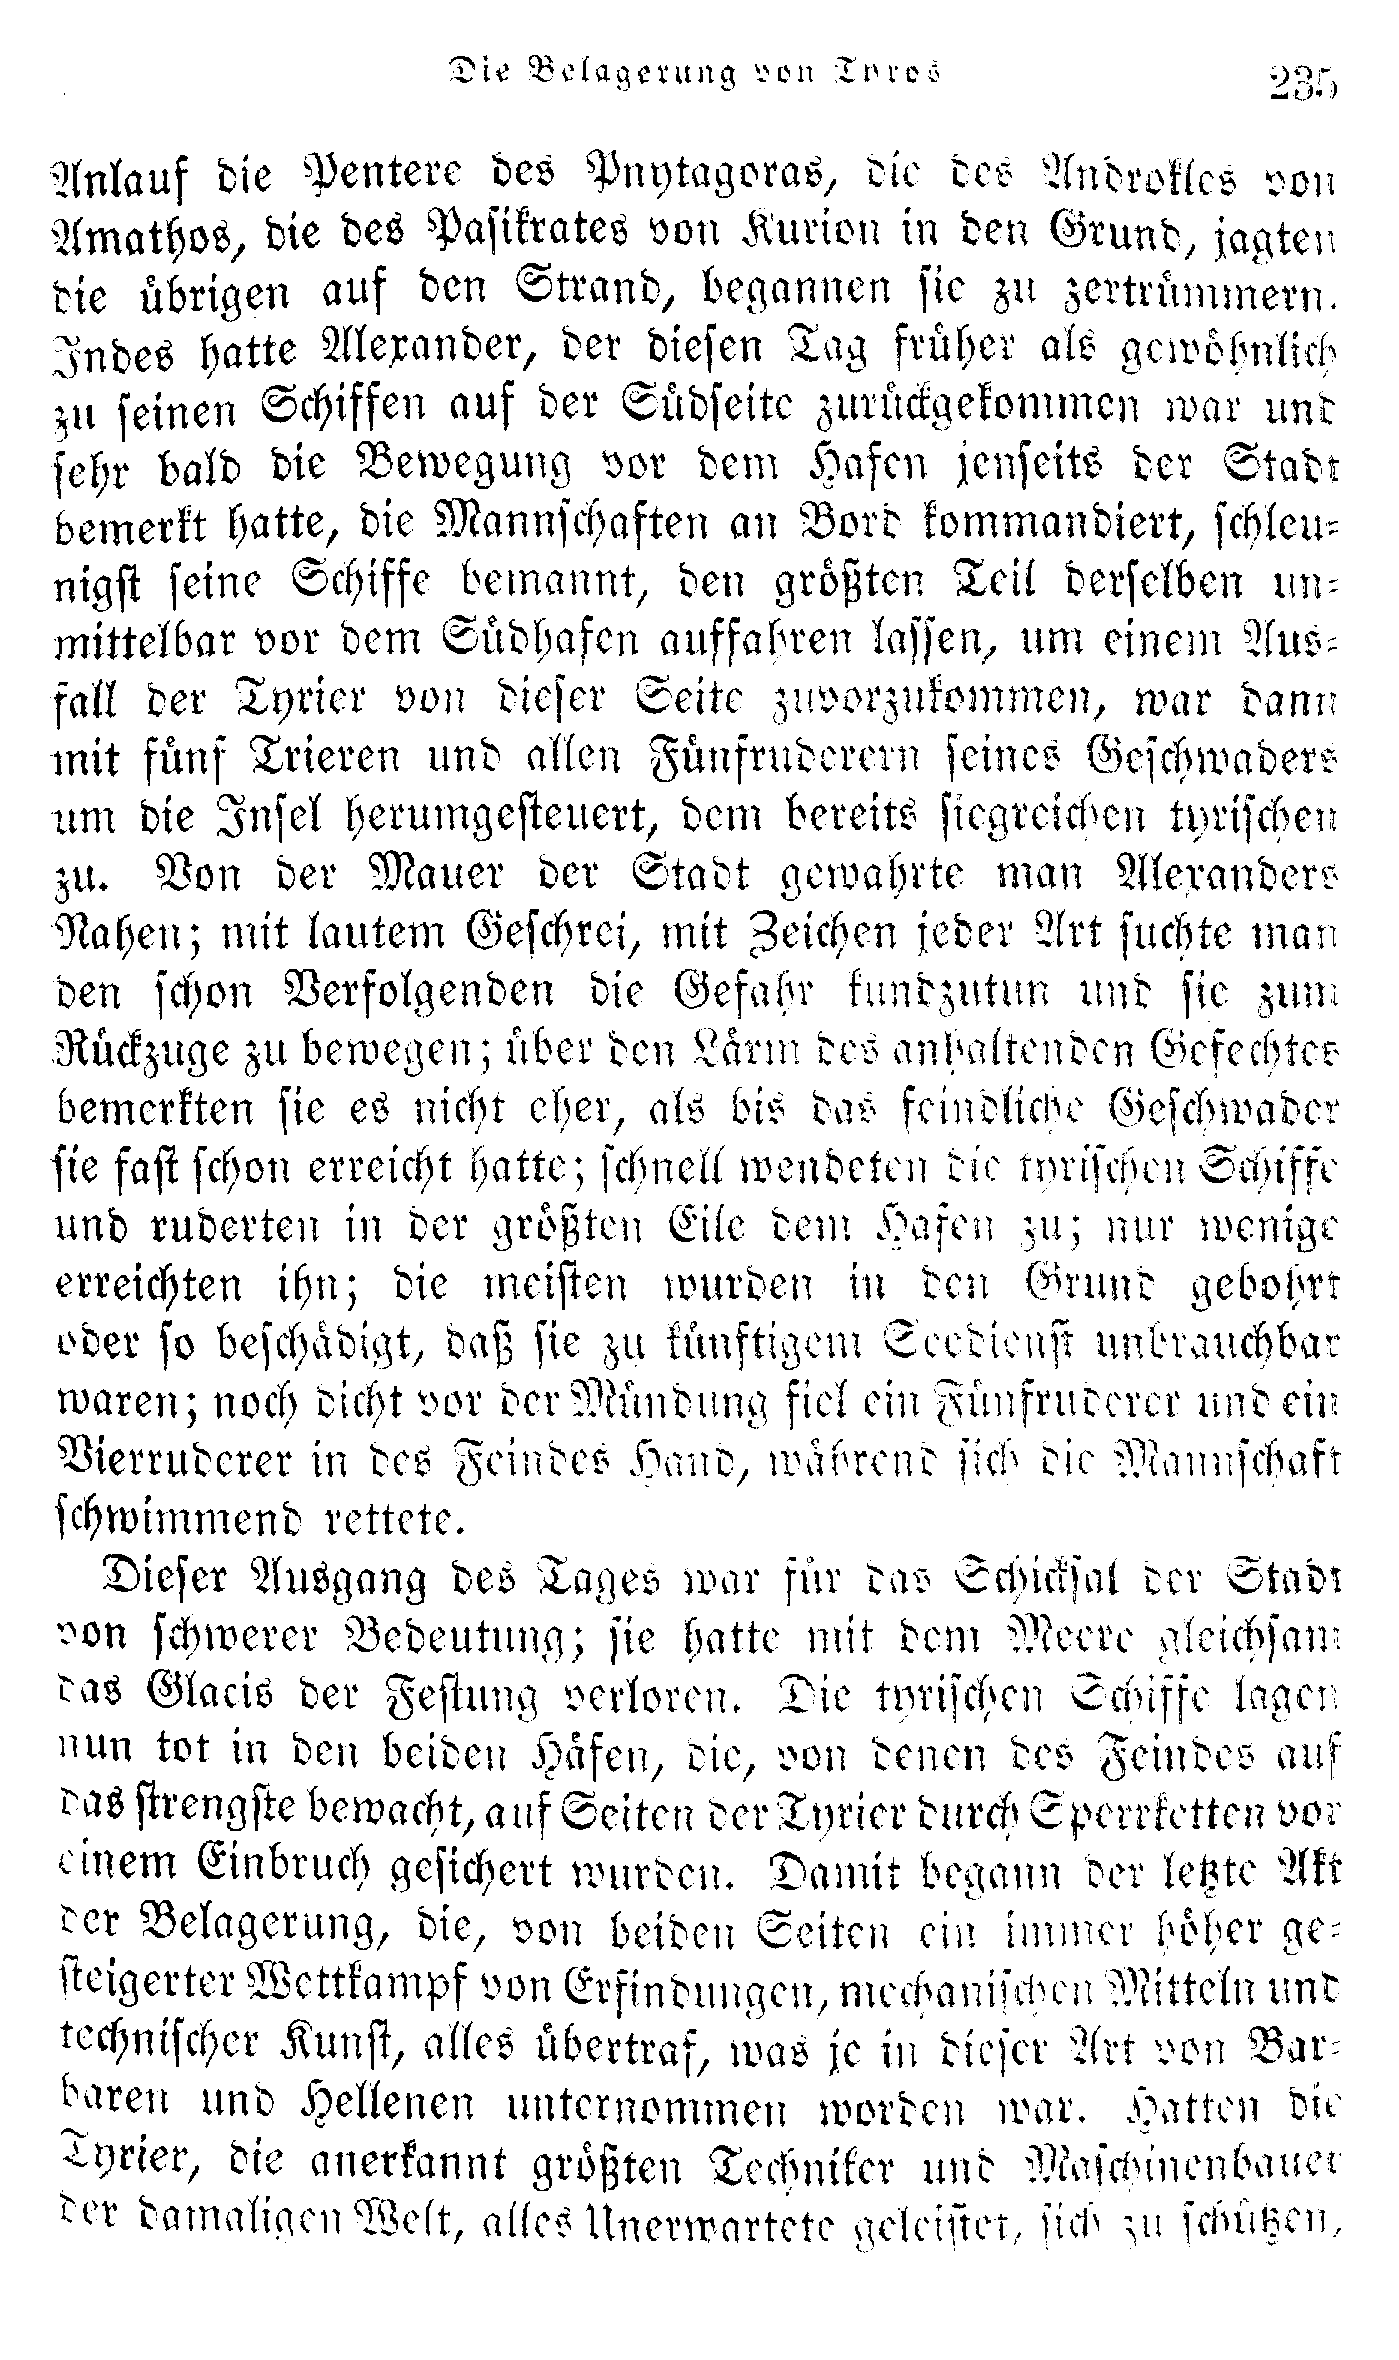 Die Belagerung von Tyros
235
Anlauf die Pentere des Pnytagoras, die des Androkles von
Amathos, die des Pasikrates von Kurion in den Grund, jagten
die übrigen auf den Strand, begannen sie zu zertrümmern.
Indes hatte Alexander, der diesen Tag früher als gewöhnlich
zu seinen Schiffen auf der Südseite zurückgekommen war und
sehr bald die Bewegung vor dem Hafen jenseits der Stadt
bemerkt hatte, die Mannschaften an Bord kommandiert, schleu-
nigst seine Schiffe bemannt, den größten Teil derselben un-
mittelbar vor dem Südhafen auffahren lassen, um einem Aus-
fall der Tyrier von dieser Seite zuvorzukommen, war dann
mit fünf Trieren und allen Fünfruderern seines Geschwaders
um die Insel herumgesteuert, dem bereits siegreichen tyrischen
zu. Von der Mauer der Stadt gewahrte man Alexanders
Nahen; mit lautem Geschrei, mit Zeichen jeder Art suchte man
den schon Verfolgenden die Gefahr kundzutun und sie zum
Rückzuge zu bewegen; über den Lärm des anhaltenden Gefechtes
bemerkten sie es nicht eher, als bis das feindliche Geschwader
sie fast schon erreicht hatte; schnell wendeten die tyrischen Schiffe
und ruderten in der größten Eile dem Hafen zu; nur wenige
erreichten ihn; die meisten wurden in den Grund gebohrt
oder so beschädigt, daß sie zu künftigem Seedienst unbrauchbar
waren; noch dicht vor der Mündung fiel ein Fünfruderer und ein
Vierruderer in des Feindes Hand, während sich die Mannschaft
schwimmend rettete.
Dieser Ausgang des Tages war für das Schicksal der Stadt
von schwerer Bedeutung; sie hatte mit dem Meere gleichsam
das Glacis der Festung verloren. Die tyrischen Schiffe lagen
nun tot in den beiden Häfen, die, von denen des Feindes auf
das strengste bewacht, auf Seiten der Tyrier durch Sperrketten vor
einem Einbruch gesichert wurden. Damit begann der letzte Akt
der Belagerung, die, von beiden Seiten ein immer höher ge-
steigerter Wettkampf von Erfindungen, mechanischen Mitteln und
technischer Kunst, alles übertraf, was je in dieser Art von Bar-
baren und Hellenen unternommen worden war. Hatten die
Tyrier, die anerkannt größten Techniker und Maschinenbauer
der damaligen Welt, alles Unerwartete geleistet, sich zu schützen,